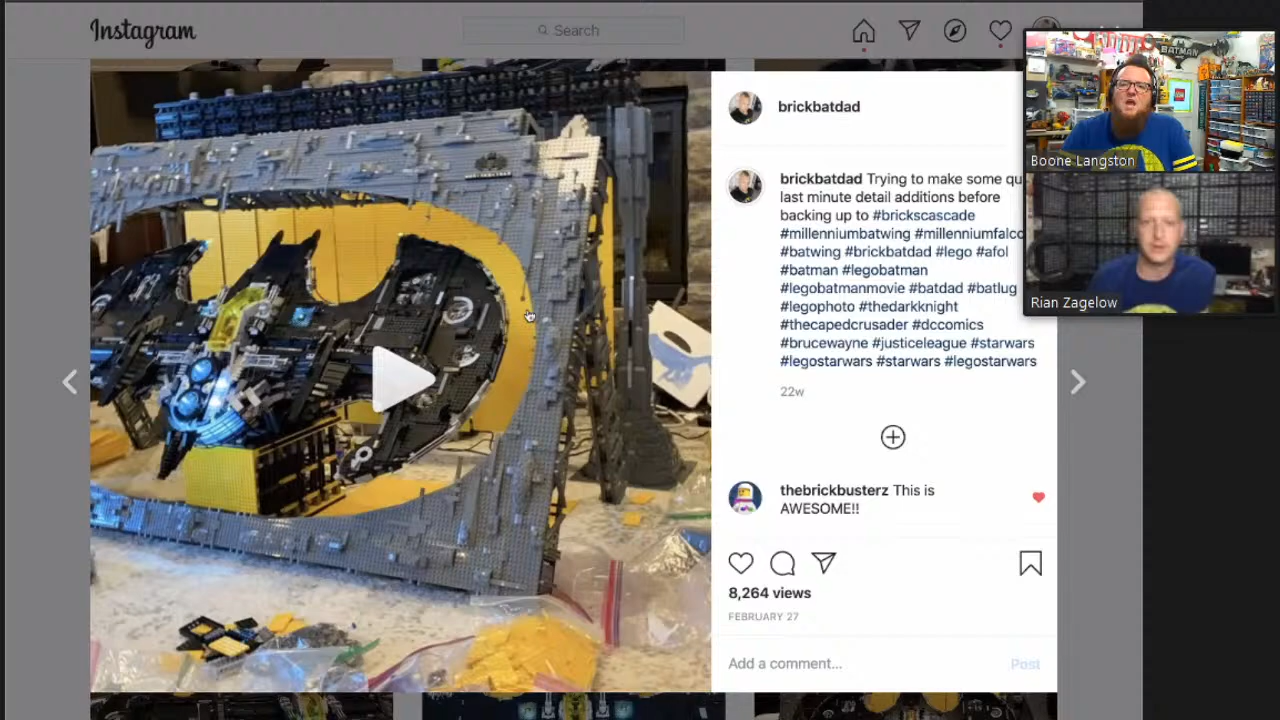 Instagram
Search
brickbatdad
brickbatdad Trying to make some qu
last minute detail additions before
backing up to #brickscascade
#millenniumbatwing #millenniumfalco
#batwing #brickbatdad #lego #afol
#batman #legobatman
#legobatmanmovie #batdad #batlug
#legophoto #thedarkknight
#thecapedcrusader #dccomics
#brucewayne #justiceleague #starwars
#legostarwars #starwars #legostarwars
22w
thebrickbusterz This is
AWESOME!!
8,264 views
FEBRUARY 27
Add a comment...
Post
BATMAN
Boone Langston
Rian Zagelow